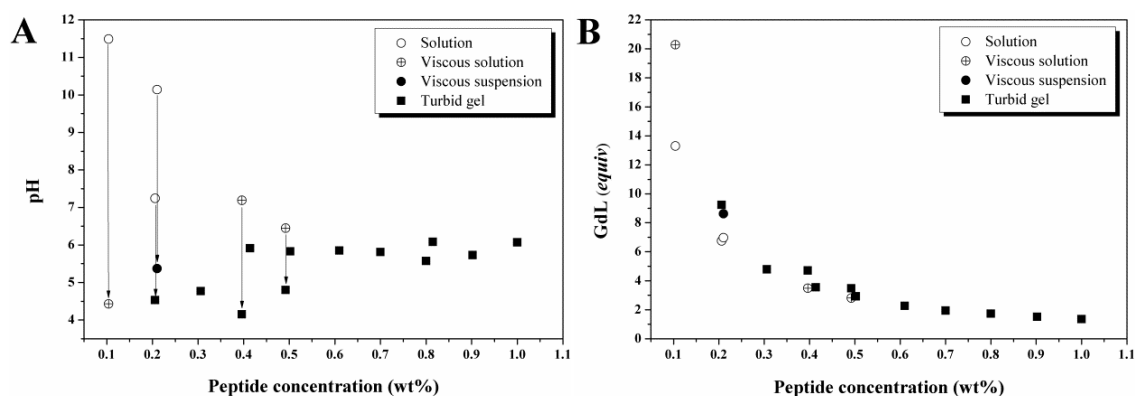 A
12
11
10
9
8
7
6
5
4
pH
Solution
Viscous solution
Viscous suspension
Turbid gel
0.1 0.2 0.3 0.4 0.5 0.6 0.7 0.8 0.9 1.0 1.1
Peptide concentration (wt%)
B
22
20
18
16
14
12
10
8
6
4
2
0
GdL (equiv)
Solution
Viscous solution
Viscous suspension
Turbid gel
0.1 0.2 0.3 0.4 0.5 0.6 0.7 0.8 0.9 1.0 1.1
Peptide concentration (wt%)